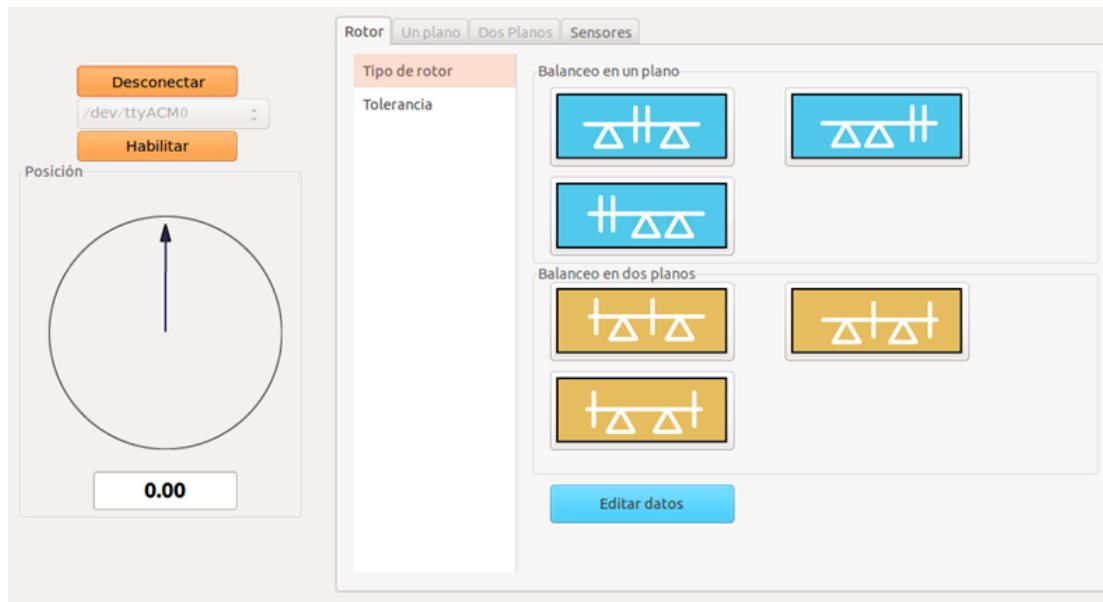 Rotor Un plano Dos Planos Sensores
Desconectar
/dev/ttyACM0
Habilitar
Posición
0.00
Tipo de rotor
Tolerancia
Balanceo en un plano
Balanceo en dos planos
Editar datos